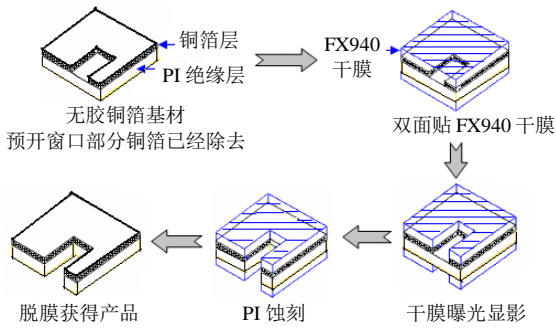 铜箔层
PI 绝缘层
无胶铜箔基材
预开窗口部分铜箔已经除去
FX940
干膜
双面贴 FX940 干膜
干膜曝光显影
PI 蚀刻
脱膜获得产品